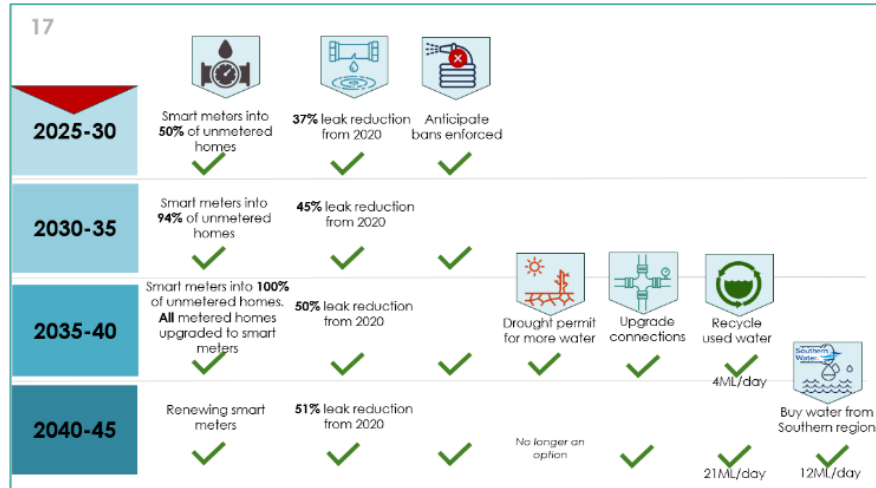 17
Smart meters into
50% of unmetered
homes
37% leak reduction
from 2020
Anticipate
bans enforced
2025-30
Smart meters into
94% of unmetered
homes
45% leak reduction
from 2020
2030-35
Smart meters into 100%
of unmetered homes.
All metered homes
upgraded to smart
meters
50% leak reduction
from 2020
Drought permit
for more water
Upgrade
connections
Recycle
used water
4ML/day
2035-40
Southern
Water
Buy water from
Southern region
Renewing smart
meters
51% leak reduction
from 2020
No longer an
option
21ML/day
12ML/day
2040-45